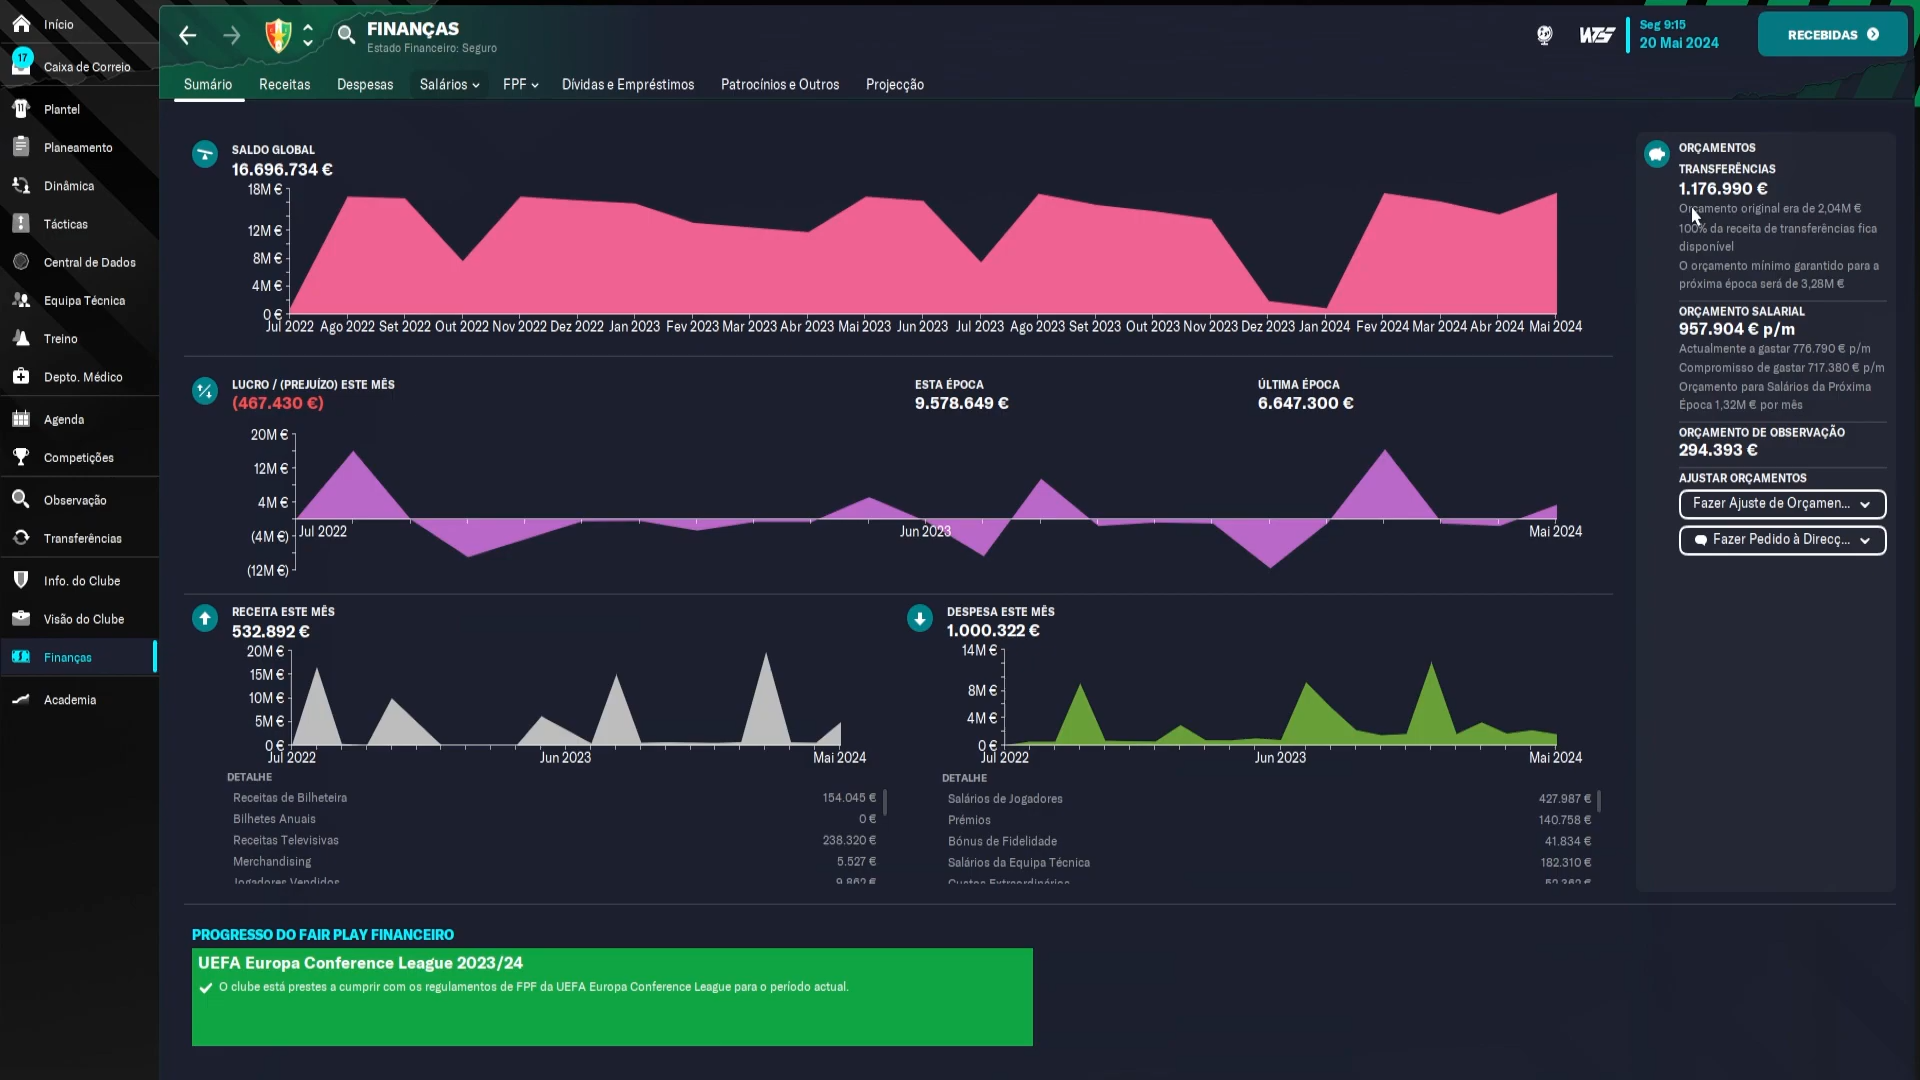 Início
17
Caixa de Correio
Plantel
Planeamento
Dinâmica
Tácticas
Central de Dados
Equipa Técnica
Treino
Depto. Médico
Agenda
Competições
Observação
Transferências
Info. do Clube
Visão do Clube
Finanças
Academia
FINANÇAS
Estado Financeiro: Seguro
Seg 9:15
20 Mai 2024
RECEBIDAS
Sumário Receitas Despesas Salários FPF Dívidas e Empréstimos Patrocínios e Outros Projecção
SALDO GLOBAL
16.696.734 €
18M €
12M €
8M €
4M €
0 €
Jul 2022 Ago 2022 Set 2022 Out 2022 Nov 2022 Dez 2022 Jan 2023 Fev 2023 Mar 2023 Abr 2023 Mai 2023 Jun 2023 Jul 2023 Ago 2023 Set 2023 Out 2023 Nov 2023 Dez 2023 Jan 2024 Fev 2024 Mar 2024 Abr 2024 Mai 2024
LUCRO / (PREJUÍZO) ESTE MÊS
(467.430 €)
ESTA ÉPOCA
9.578.649 €
ÚLTIMA ÉPOCA
6.647.300 €
20M €
12M €
4M €
(4M €)
(12M €)
Jul 2022 Jun 2023 Mai 2024
RECEITA ESTE MÊS
532.892 €
20M €
15M €
10M €
5M €
0 €
Jul 2022 Jun 2023 Mai 2024
DETALHE
Receitas de Bilheteira 154.045 €
Bilhetes Anuais 0 €
Receitas Televisivas 238.320 €
Merchandising 5.527 €
Jogadores Vendidos 9.862 €
DESPESA ESTE MÊS
1.000.322 €
14M €
8M €
4M €
0 €
Jul 2022 Jun 2023 Mai 2024
DETALHE
Salários de Jogadores 427.987 €
Prémios 140.758 €
Bónus de Fidelidade 41.834 €
Salários da Equipa Técnica 182.310 €
Custos Extraordinários 52.362 €
ORÇAMENTOS
TRANSFERÊNCIAS
1.176.990 €
Orçamento original era de 2,04M €
100% da receita de transferências fica
disponível
O orçamento mínimo garantido para a
próxima época será de 3,28M €
ORÇAMENTO SALARIAL
957.904 € p/m
Actualmente a gastar 776.790 € p/m
Compromisso de gastar 717.380 € p/m
Orçamento para Salários da Próxima
Época 1,32M € por mês
ORÇAMENTO DE OBSERVAÇÃO
294.393 €
AJUSTAR ORÇAMENTOS
Fazer Ajuste de Orçamen...
Fazer Pedido à Direcç...
PROGRESSO DO FAIR PLAY FINANCEIRO
UEFA Europa Conference League 2023/24
O clube está prestes a cumprir com os regulamentos de FPF da UEFA Europa Conference League para o período actual.